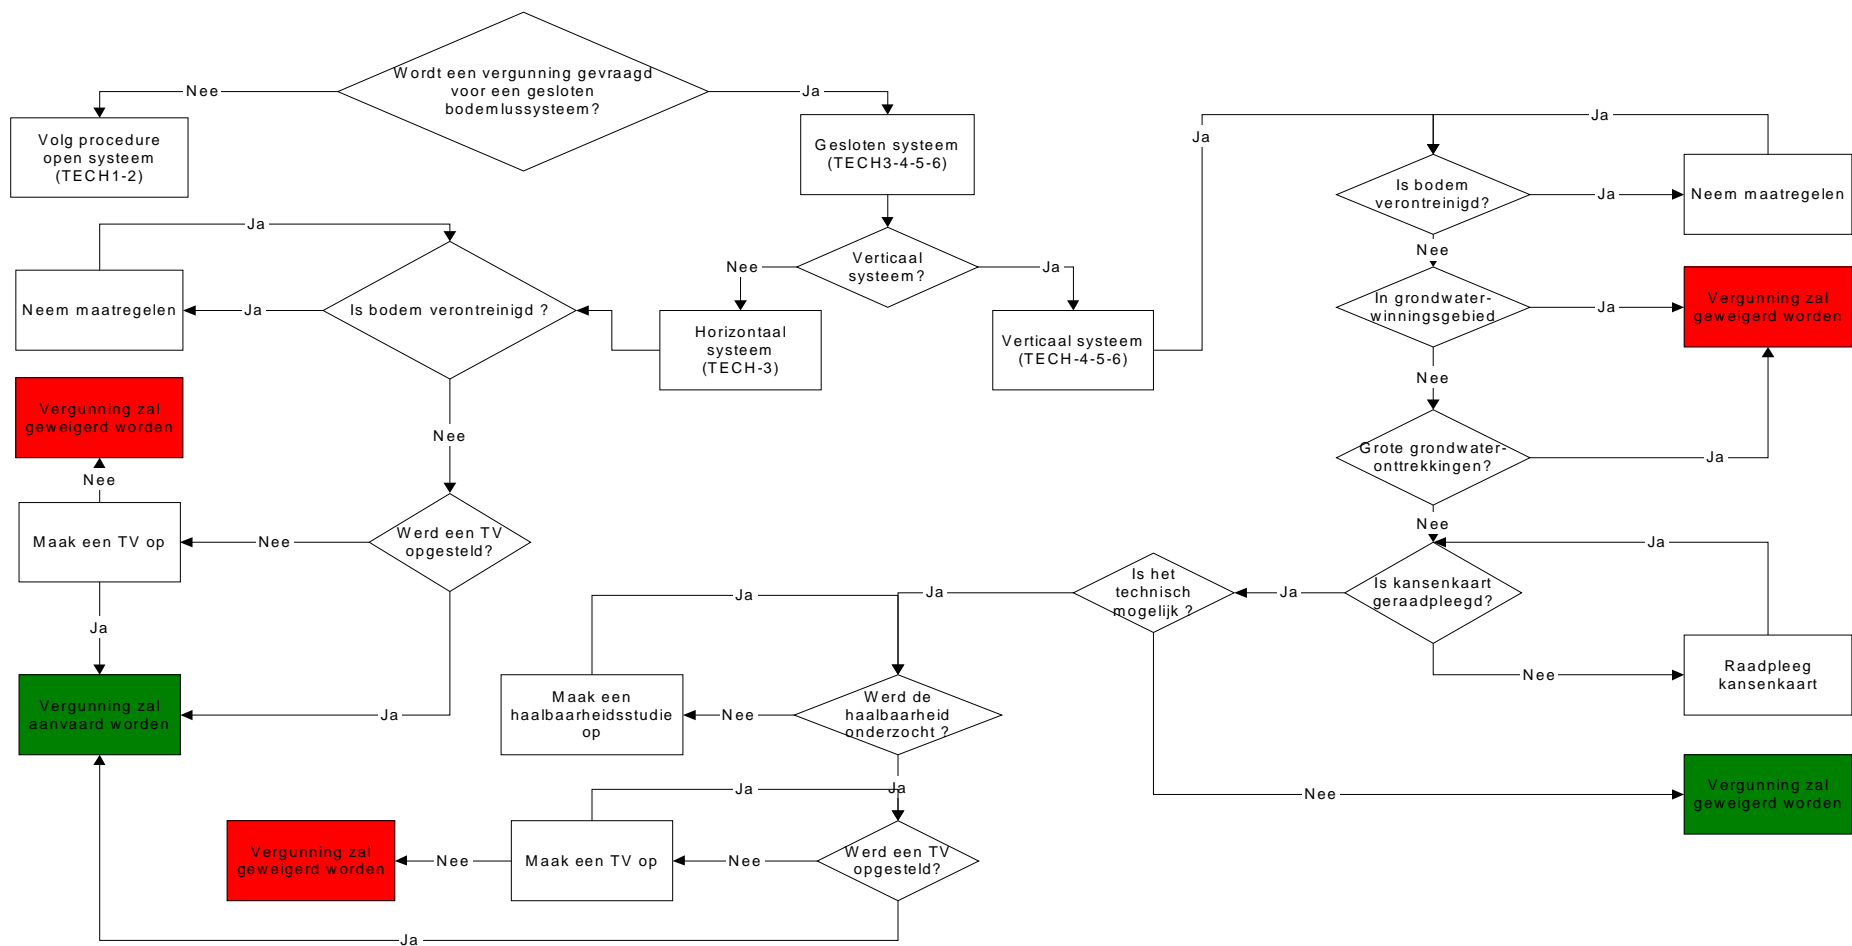 Wordt een vergunning gevraagd
voor een gesloten
bodemlussysteem?
Nee
Ja
Volg procedure
open systeem
(TECH1-2)
Gesloten systeem
(TECH3-4-5-6)
Verticaal
systeem?
Nee
Ja
Horizontaal
systeem
(TECH-3)
Verticaal systeem
(TECH-4-5-6)
Ja
Is bodem verontreinigd ?
Ja
Neem maatregelen
Ja
Nee
Werd een TV
opgesteld?
Nee
Maak een TV op
Nee
Vergunning zal
geweigerd worden
Ja
Ja
Vergunning zal
aanvaard worden
Is bodem
verontreinigd?
Ja
Neem maatregelen
Ja
Nee
In grondwater-
winningsgebied
Ja
Vergunning zal
geweigerd worden
Nee
Grote grondwater-
onttrekkingen?
Ja
Nee
Is kansenkaart
geraadpleegd?
Nee
Raadpleeg
kansenkaart
Ja
Ja
Is het
technisch
mogelijk ?
Nee
Vergunning zal
geweigerd worden
Ja
Werd de
haalbaarheid
onderzocht ?
Nee
Maak een
haalbaarheidsstudie
op
Ja
Ja
Werd een TV
opgesteld?
Nee
Maak een TV op
Ja
Nee
Vergunning zal
geweigerd worden
Ja